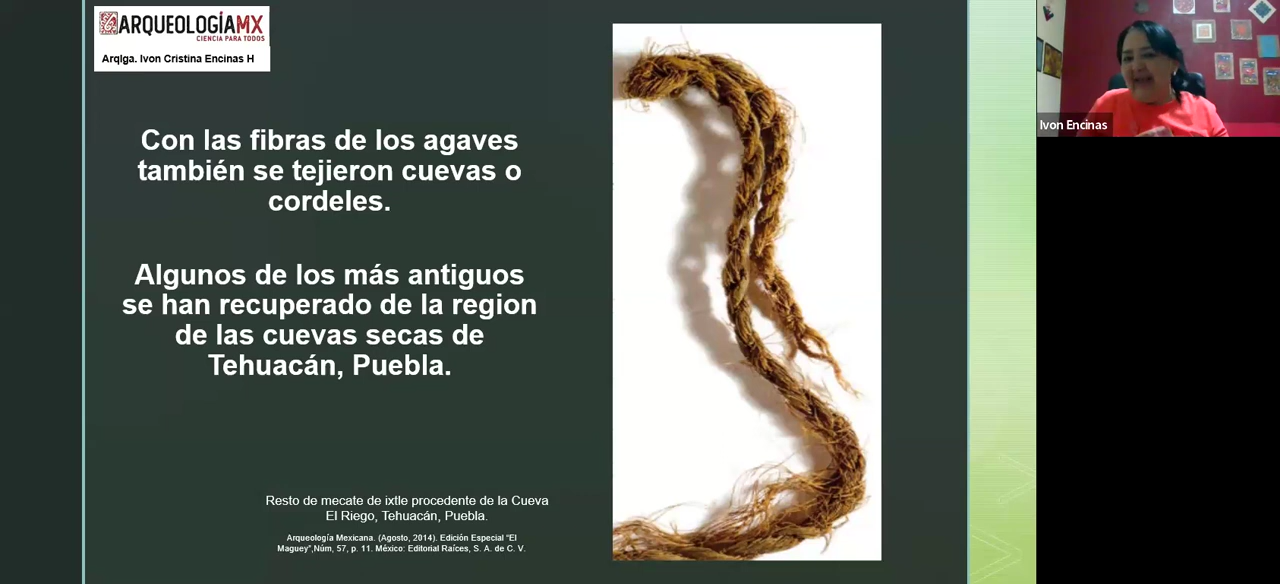 ARQUEOLOGÍAMX
CIENCIA PARA TODOS
Arqlga. Ivon Cristina Encinas H
Con las fibras de los agaves
también se tejieron cuevas o
cordeles.
Algunos de los más antiguos
se han recuperado de la region
de las cuevas secas de
Tehuacán, Puebla.
Resto de mecate de ixtle procedente de la Cueva
El Riego, Tehuacán, Puebla.
Arqueología Mexicana. (Agosto, 2014). Edición Especial “El
Maguey”,Núm, 57, p. 11. México: Editorial Raíces, S. A. de C. V.
Ivon Encinas